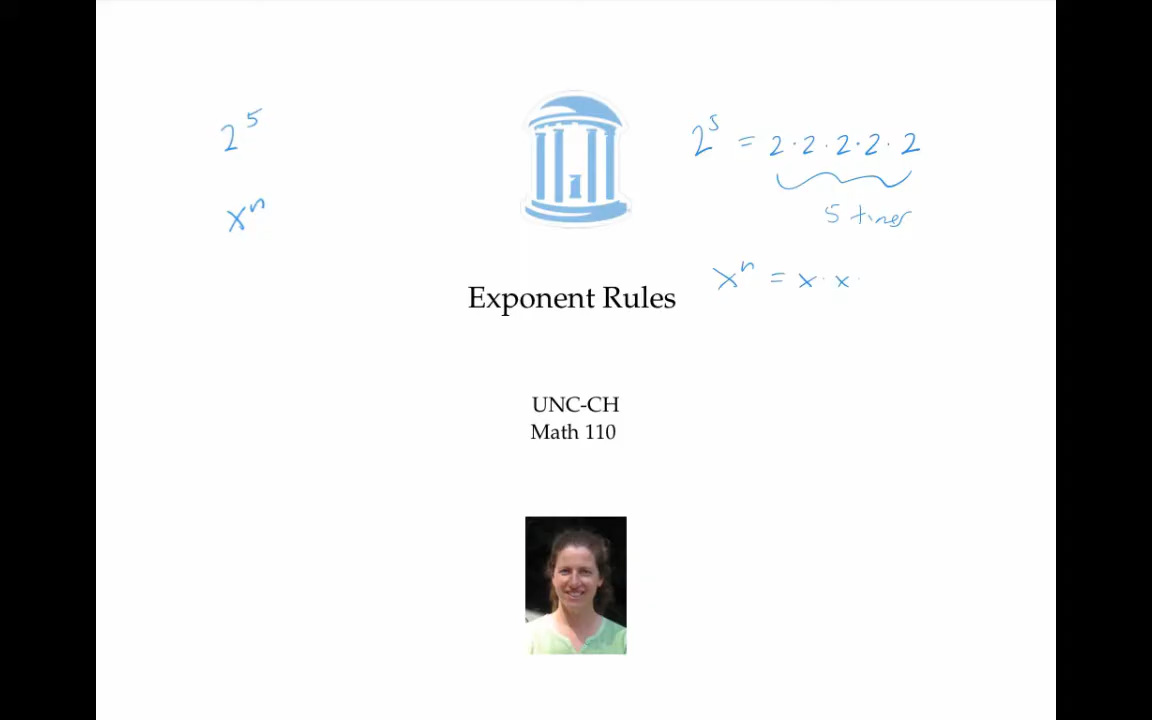 2^5
x^n
2^5 = 2·2·2·2·2
5 times
x^n = x·x·
Exponent Rules
UNC-CH
Math 110